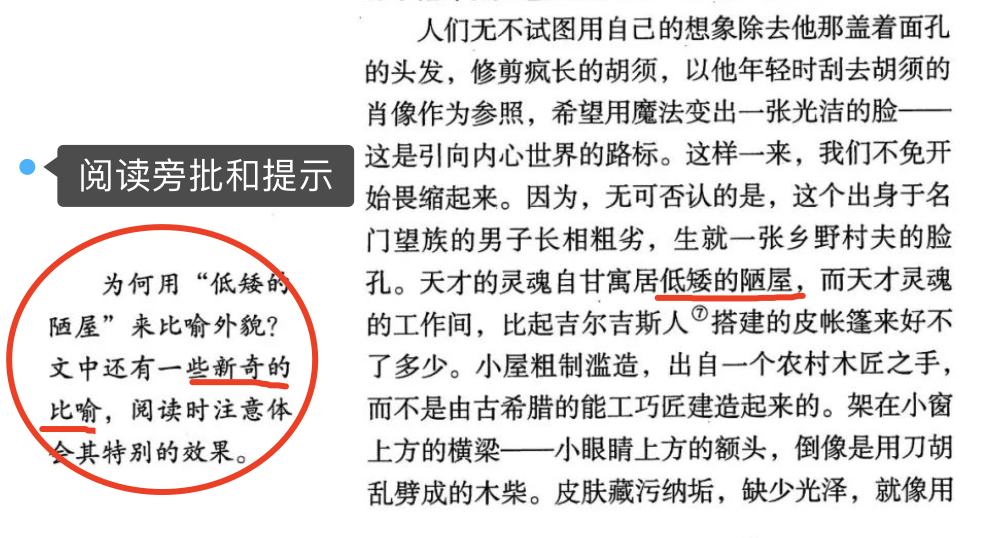 人们无不试图用自己的想象除去他那盖着面孔
的头发，修剪疯长的胡须，以他年轻时刮去胡须的
肖像作为参照，希望用魔法变出一张光洁的脸——
这是引向内心世界的路标。这样一来，我们不免开
始畏缩起来。因为，无可否认的是，这个出身于名
门望族的男子长相粗劣，生就一张乡野村夫的脸
孔。天才的灵魂自甘寓居低矮的陋屋，而天才灵魂
的工作间，比起吉尔吉斯人⑦搭建的皮帐篷来好不
了多少。小屋粗制滥造，出自一个农村木匠之手，
而不是由古希腊的能工巧匠建造起来的。架在小窗
上方的横梁——小眼睛上方的额头，倒像是用刀胡
乱劈成的木柴。皮肤藏污纳垢，缺少光泽，就像用
阅读旁批和提示
为何用“低矮的
陋屋”来比喻外貌？
文中还有一些新奇的
比喻，阅读时注意体
会其特别的效果。